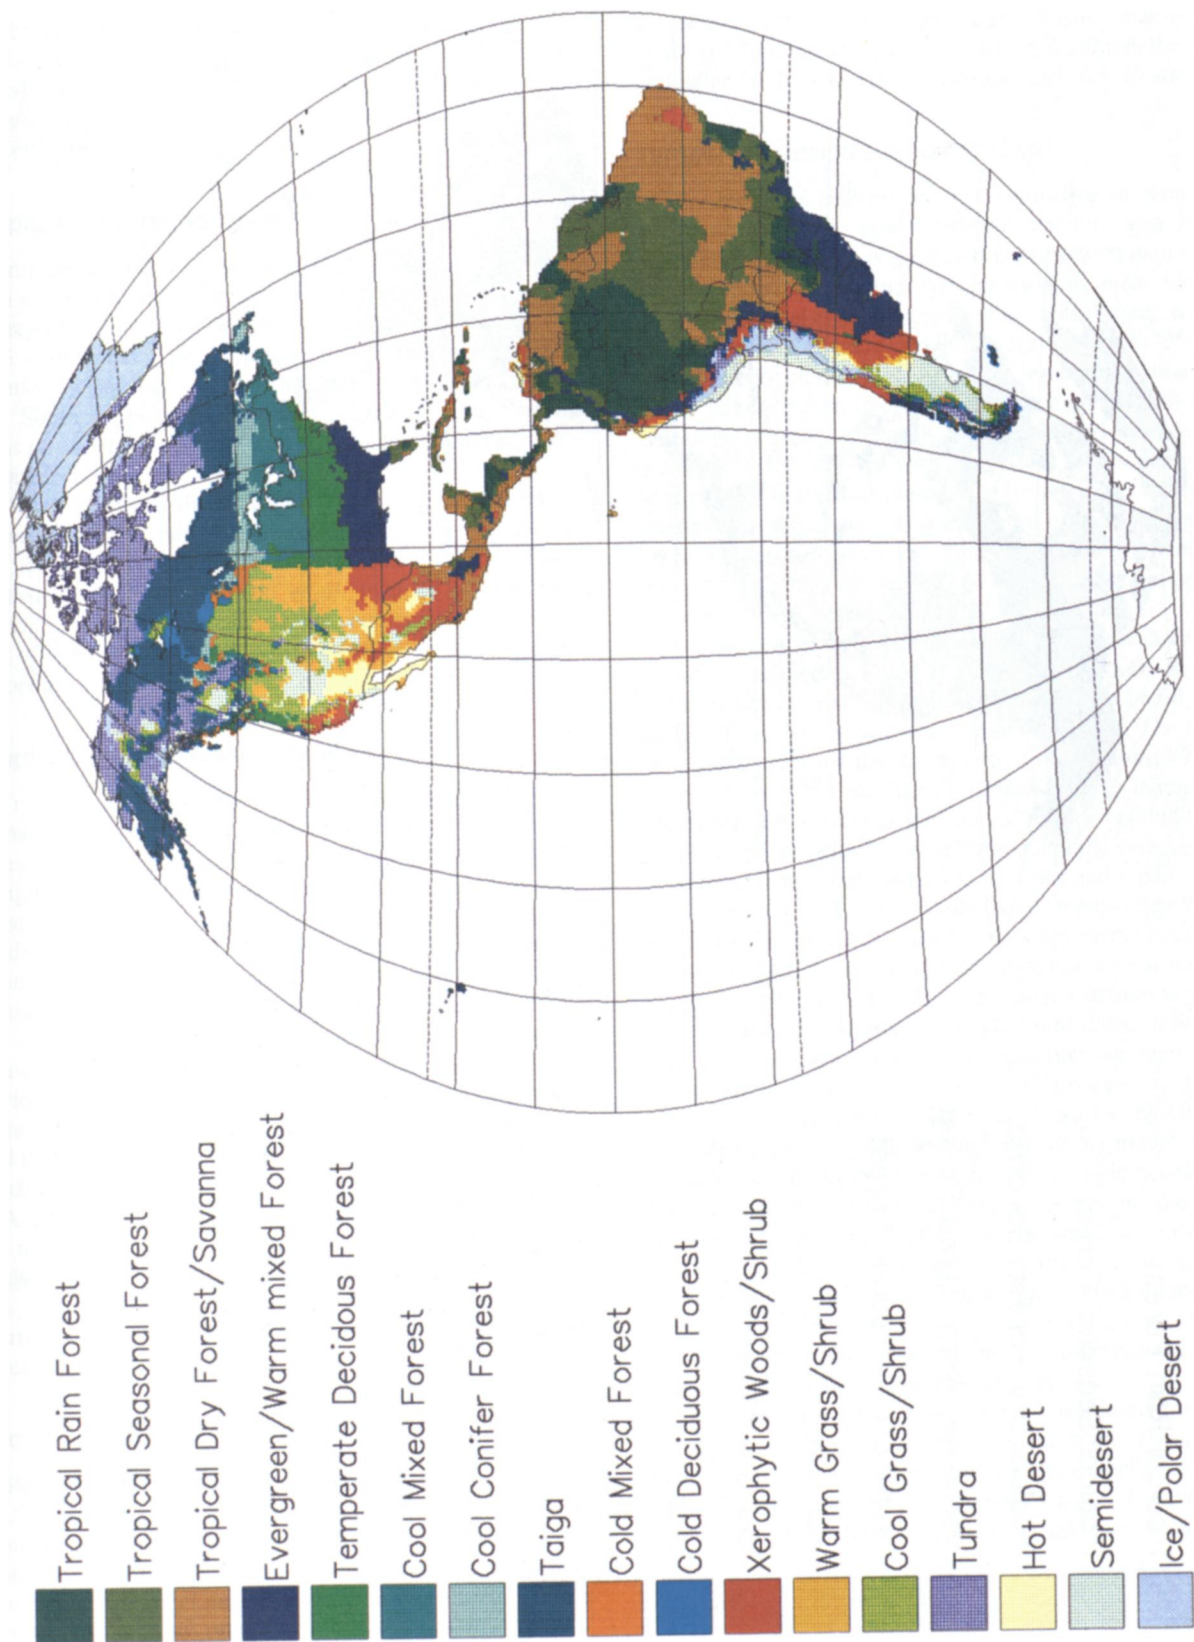 Tropical Rain Forest
Tropical Seasonal Forest
Tropical Dry Forest/Savanna
Evergreen/Warm mixed Forest
Temperate Decidous Forest
Cool Mixed Forest
Cool Conifer Forest
Taiga
Cold Mixed Forest
Cold Deciduous Forest
Xerophytic Woods/Shrub
Warm Grass/Shrub
Cool Grass/Shrub
Tundra
Hot Desert
Semidesert
Ice/Polar Desert